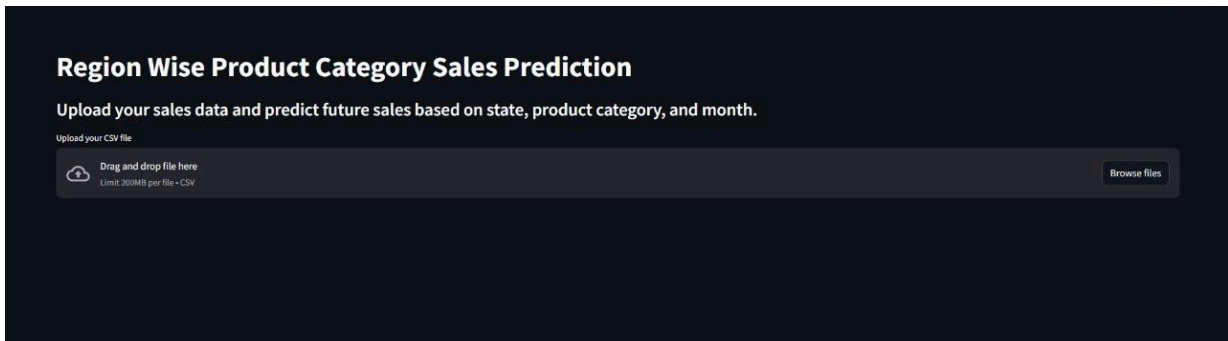 Region Wise Product Category Sales Prediction
Upload your sales data and predict future sales based on state, product category, and month.
Upload your CSV file
Drag and drop file here
Limit 200MB per file • CSV
Browse files